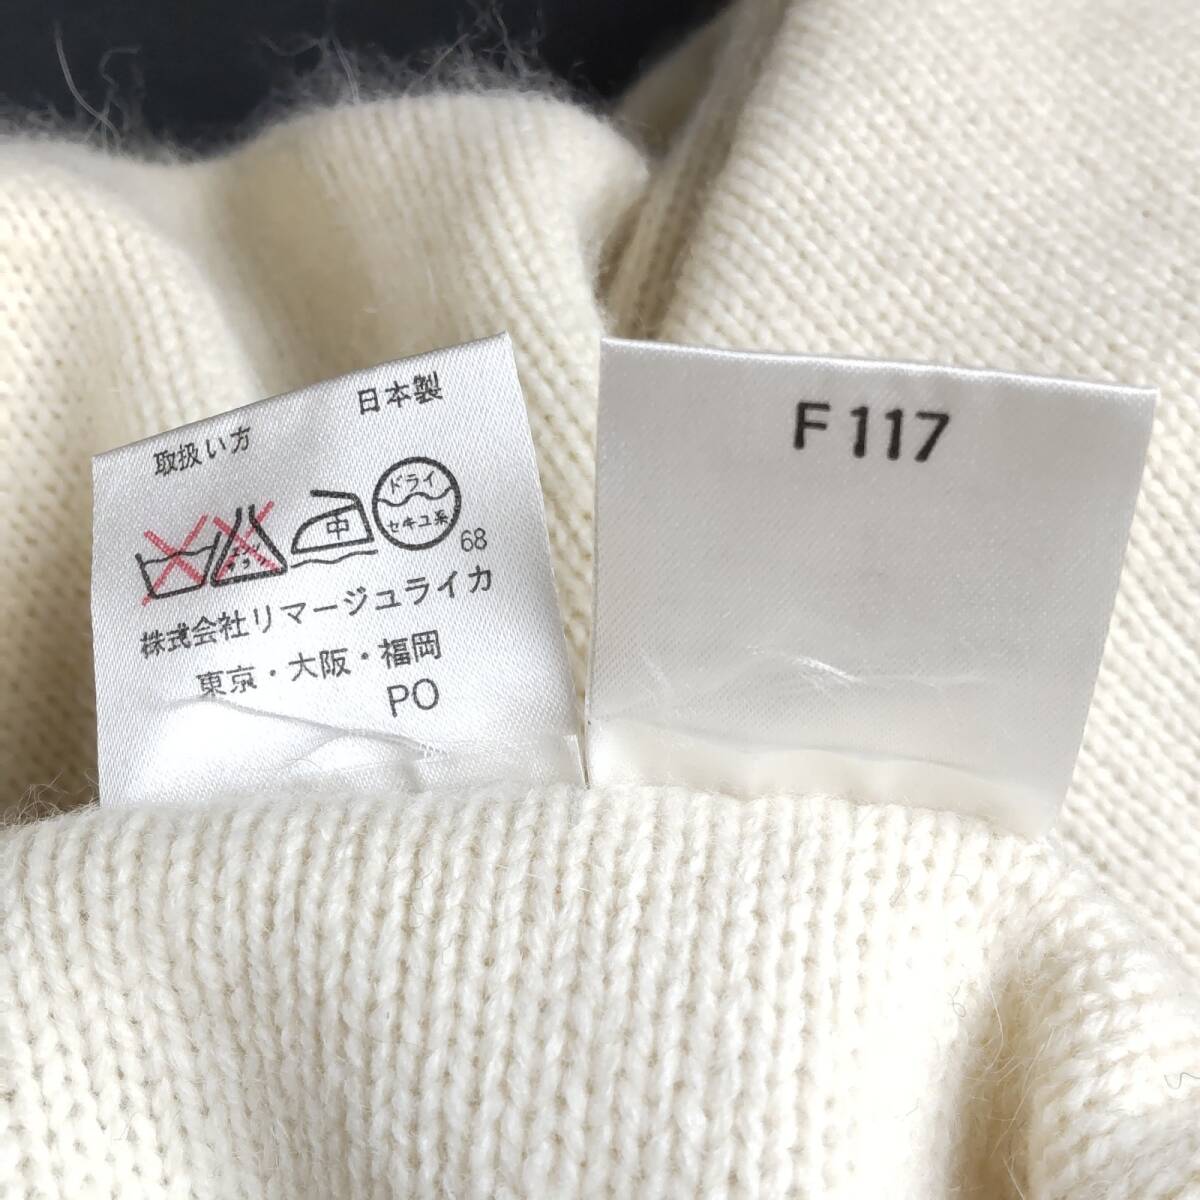 日本製
取扱い方
中
ドライ
セキユ系
68
株式会社リマージュライカ
東京・大阪・福岡
PO
F117